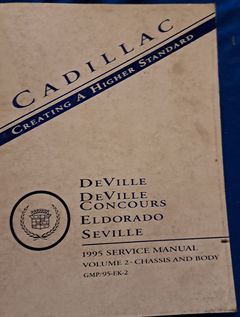 CADILLAC
CREATING A HIGHER STANDARD
DEVILLE
DEVILLE
CONCOURS
ELDORADO
SEVILLE
1995 SERVICE MANUAL
VOLUME 2 - CHASSIS AND BODY
GMP/95-EK-2